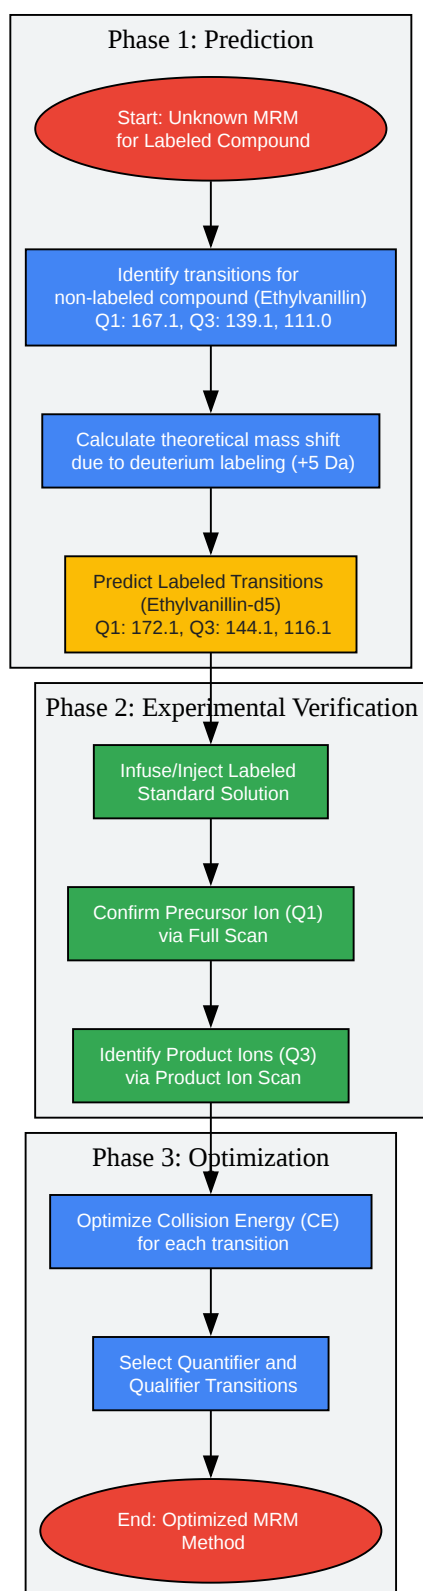 Phase 1: Prediction
Start: Unknown MRM
for Labeled Compound
Identify transitions for
non-labeled compound (Ethylvanillin)
Q1: 167.1, Q3: 139.1, 111.0
Calculate theoretical mass shift
due to deuterium labeling (+5 Da)
Predict Labeled Transitions
(Ethylvanillin-d5)
Q1: 172.1, Q3: 144.1, 116.1
Phase 2: Experimental Verification
Infuse/Inject Labeled
Standard Solution
Confirm Precursor Ion (Q1)
via Full Scan
Identify Product Ions (Q3)
via Product Ion Scan
Phase 3: Optimization
Optimize Collision Energy (CE)
for each transition
Select Quantifier and
Qualifier Transitions
End: Optimized MRM
Method